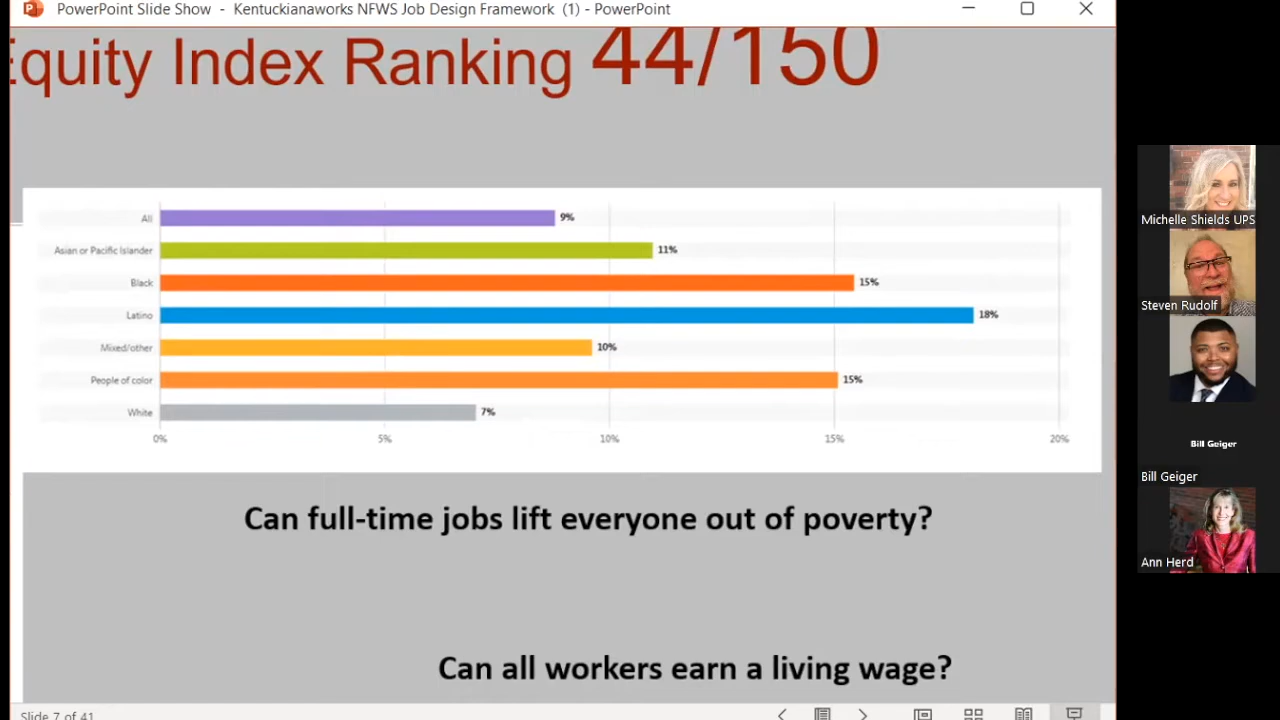 PowerPoint Slide Show - Kentuckianaworks NFWS Job Design Framework (1) - PowerPoint
Equity Index Ranking 44/150
All 9%
Asian or Pacific Islander 11%
Black 15%
Latino 18%
Mixed/other 10%
People of color 15%
White 7%
0% 5% 10% 15% 20%
Can full-time jobs lift everyone out of poverty?
Can all workers earn a living wage?
Slide 7 of 41
Michelle Shields UPS
Steven Rudolf
Bill Geiger
Bill Geiger
Ann Herd